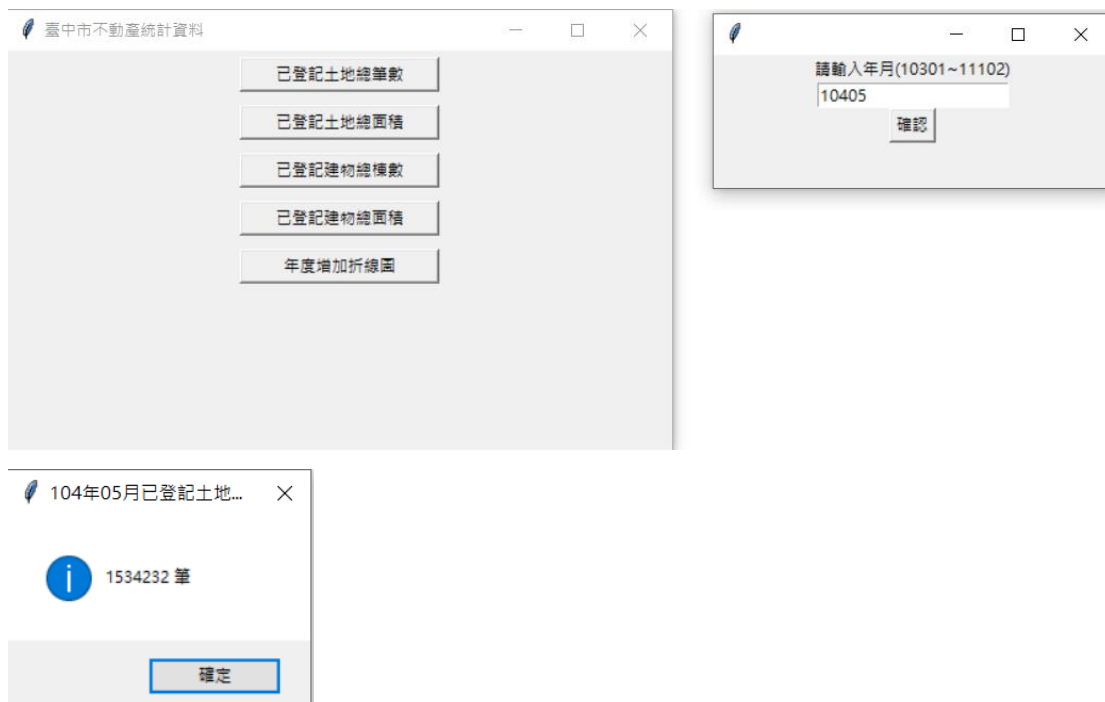 臺中市不動產統計資料
已登記土地總筆數
已登記土地總面積
已登記建物總棟數
已登記建物總面積
年度增加折線圖
請輸入年月(10301~11102)
10405
確認
104年05月已登記土地...
1534232 筆
確定